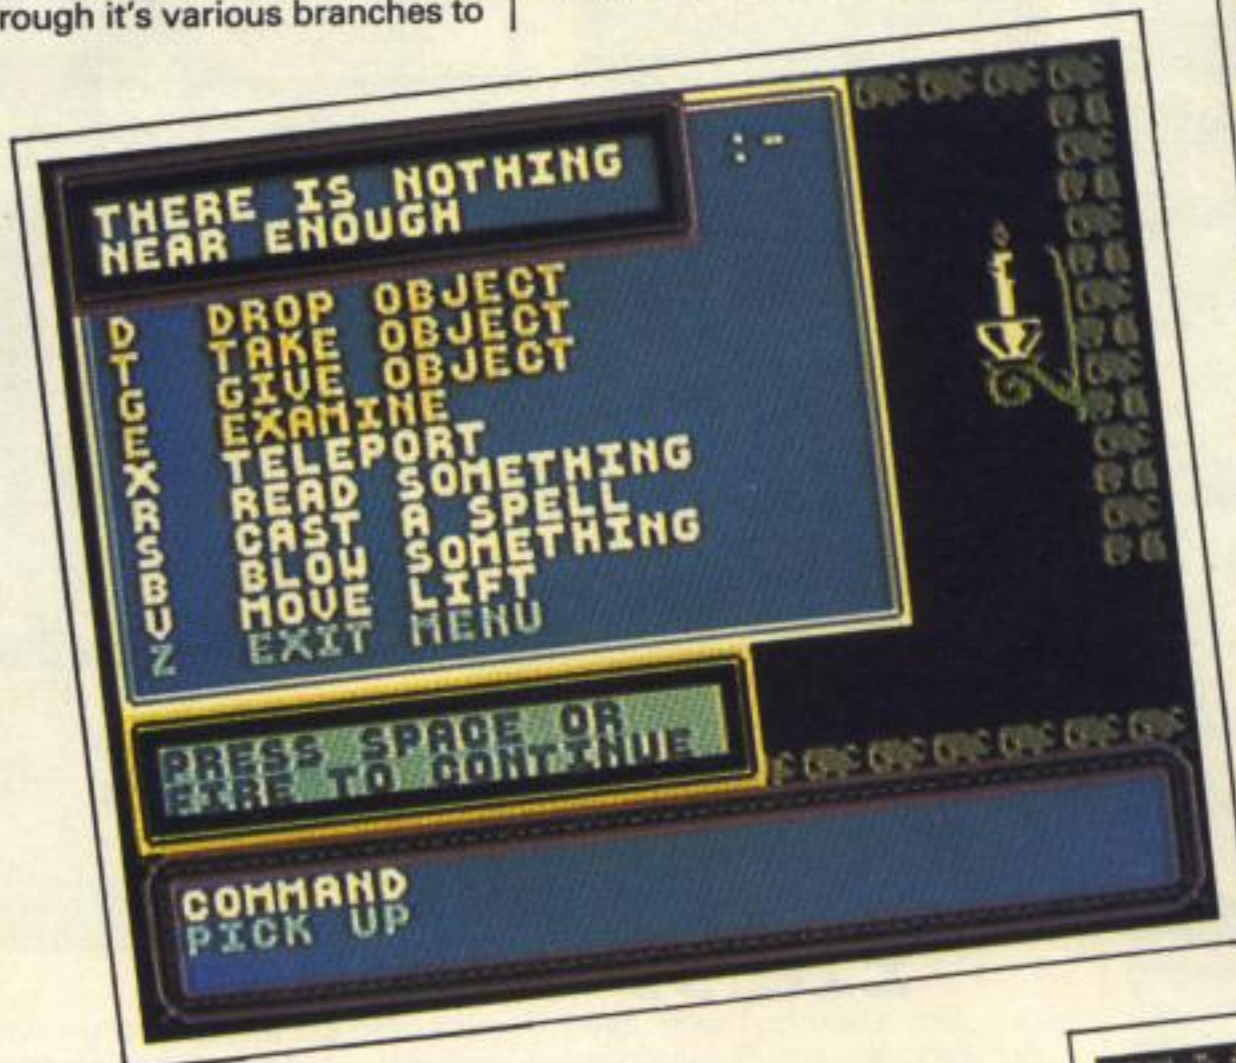 rough it's various branches to
:-
THERE IS NOTHING
NEAR ENOUGH
D DROP OBJECT
T TAKE OBJECT
G GIVE OBJECT
E EXAMINE
X TELEPORT
R READ SOMETHING
S CAST A SPELL
B BLOW SOMETHING
V MOVE LIFT
Z EXIT MENU
PRESS SPACE OR
FIRE TO CONTINUE
COMMAND
PICK UP